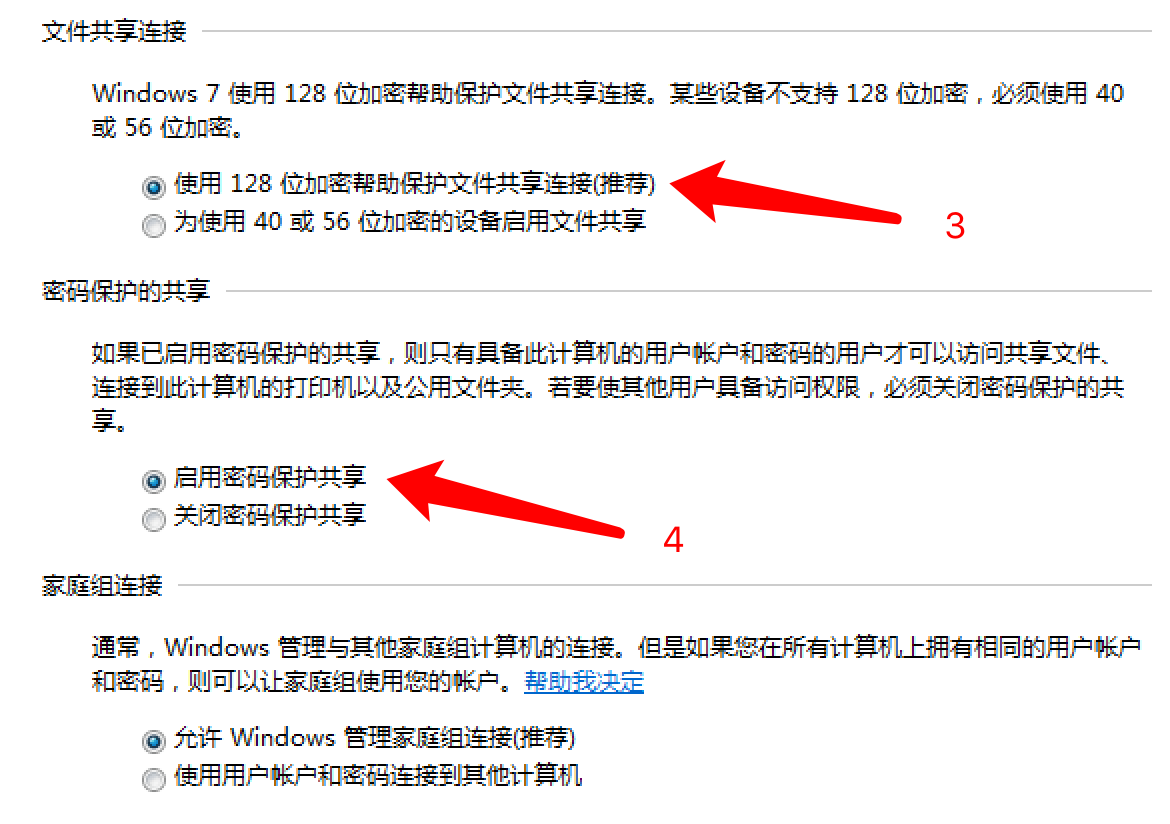 文件共享连接
Windows 7 使用 128 位加密帮助保护文件共享连接。某些设备不支持 128 位加密，必须使用 40
或 56 位加密。
使用 128 位加密帮助保护文件共享连接(推荐)
为使用 40 或 56 位加密的设备启用文件共享
3
密码保护的共享
如果已启用密码保护的共享，则只有具备此计算机的用户帐户和密码的用户才可以访问共享文件、
连接到此计算机的打印机以及公用文件夹。若要使其他用户具备访问权限，必须关闭密码保护的共
享。
启用密码保护共享
关闭密码保护共享
4
家庭组连接
通常，Windows 管理与其他家庭组计算机的连接。但是如果您在所有计算机上拥有相同的用户帐户
和密码，则可以让家庭组使用您的帐户。帮助我决定
允许 Windows 管理家庭组连接(推荐)
使用用户帐户和密码连接到其他计算机